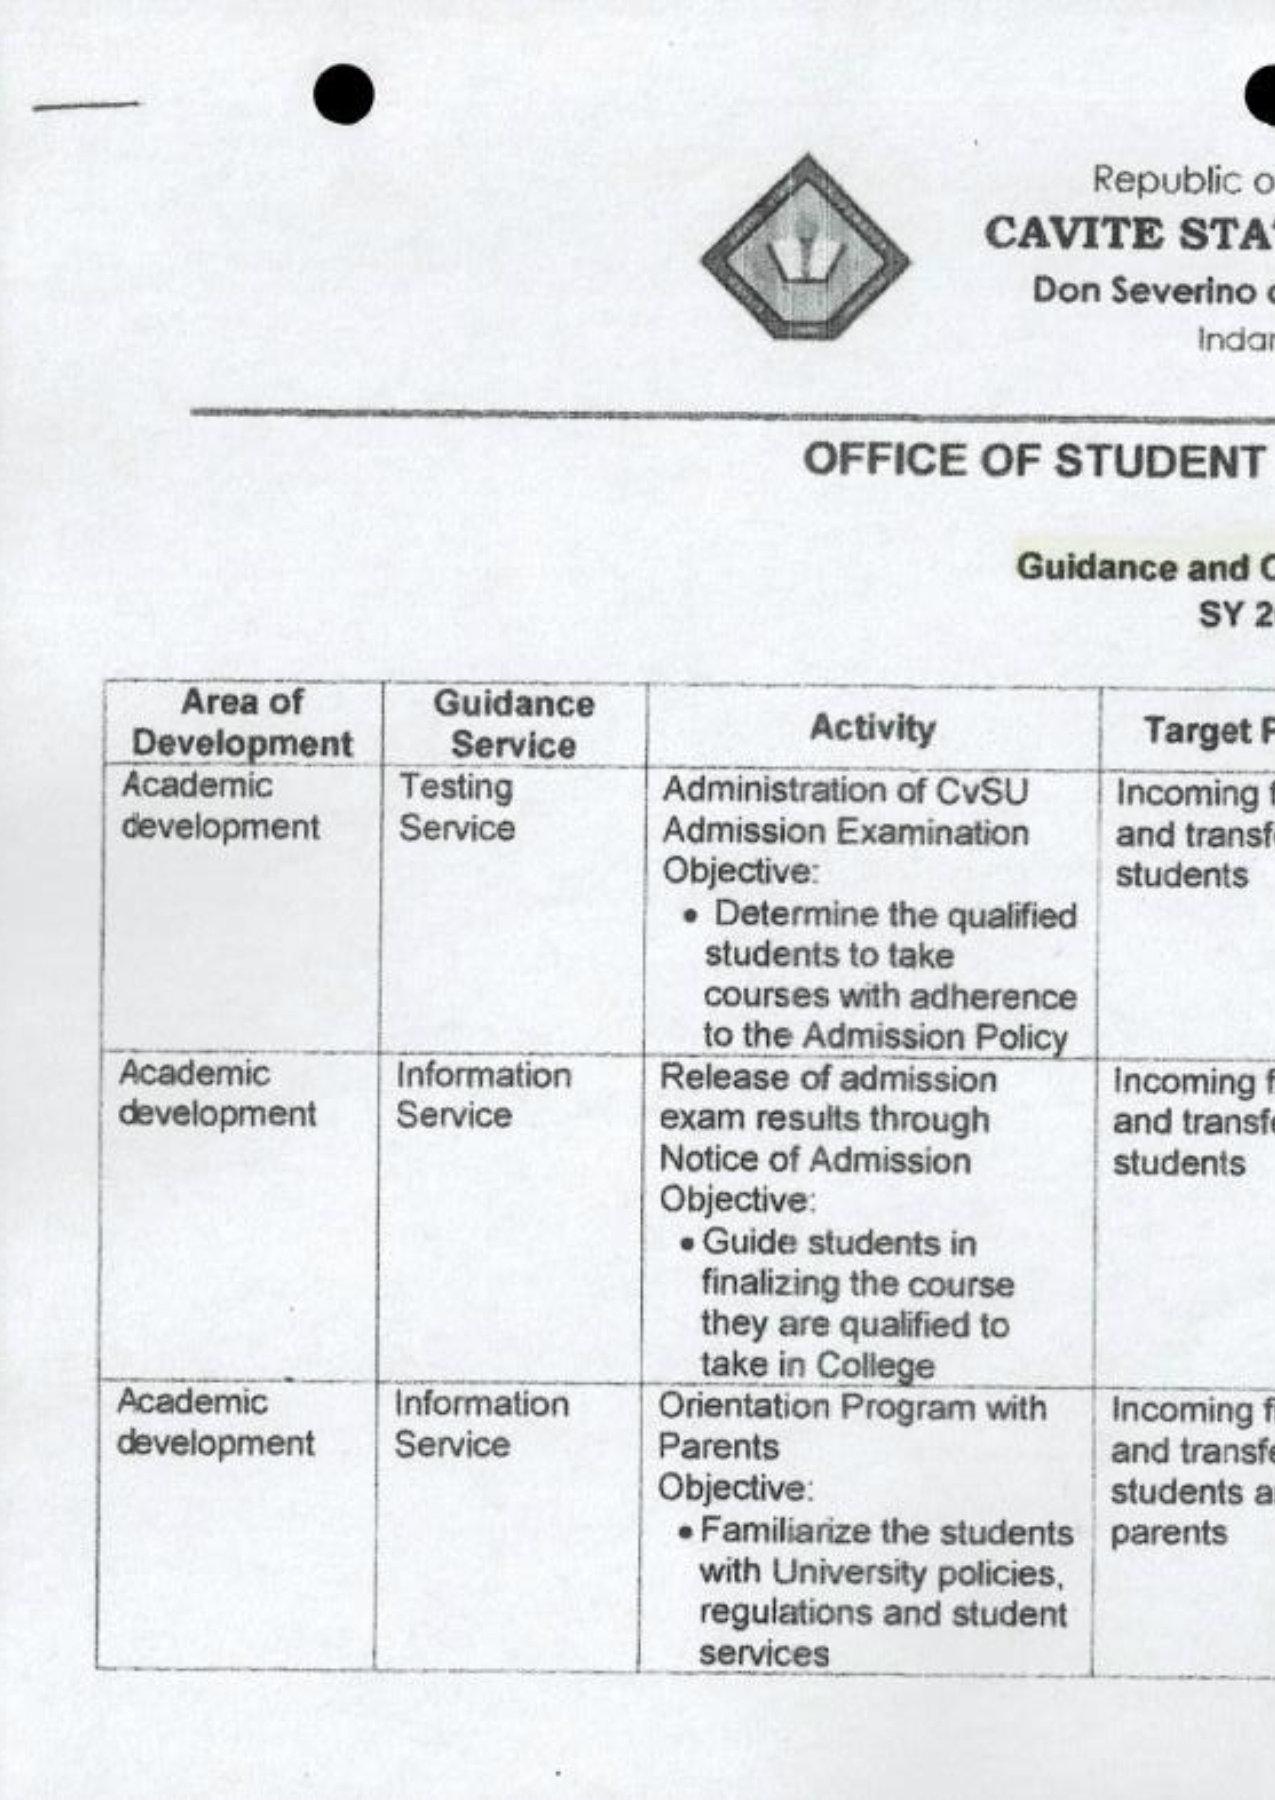 Republic o
CAVITE STA
Don Severino
Indan
OFFICE OF STUDENT
Guidance and C
SY 2
Area of
Development
Guidance
Service
Activity
Target P
Academic
development
Testing
Service
Administration of CvSU
Admission Examination
Objective:
• Determine the qualified
students to take
courses with adherence
to the Admission Policy
Incoming f
and transfe
students
Academic
development
Information
Service
Release of admission
exam results through
Notice of Admission
Objective:
• Guide students in
finalizing the course
they are qualified to
take in College
Incoming f
and transfe
students
Academic
development
Information
Service
Orientation Program with
Parents
Objective:
• Familiarize the students
with University policies,
regulations and student
services
Incoming f
and transfe
students a
parents